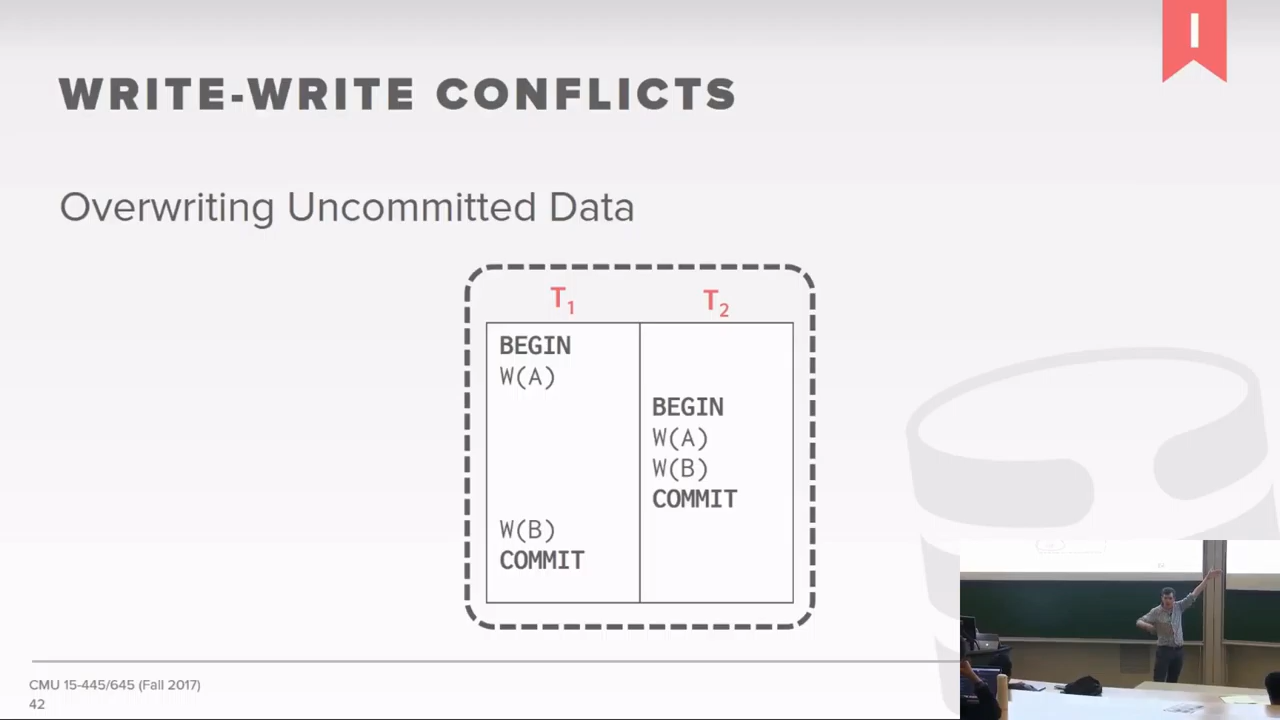 I
WRITE-WRITE CONFLICTS
Overwriting Uncommitted Data
T1 T2
BEGIN
W(A)
BEGIN
W(A)
W(B)
COMMIT
W(B)
COMMIT
CMU 15-445/645 (Fall 2017)
42